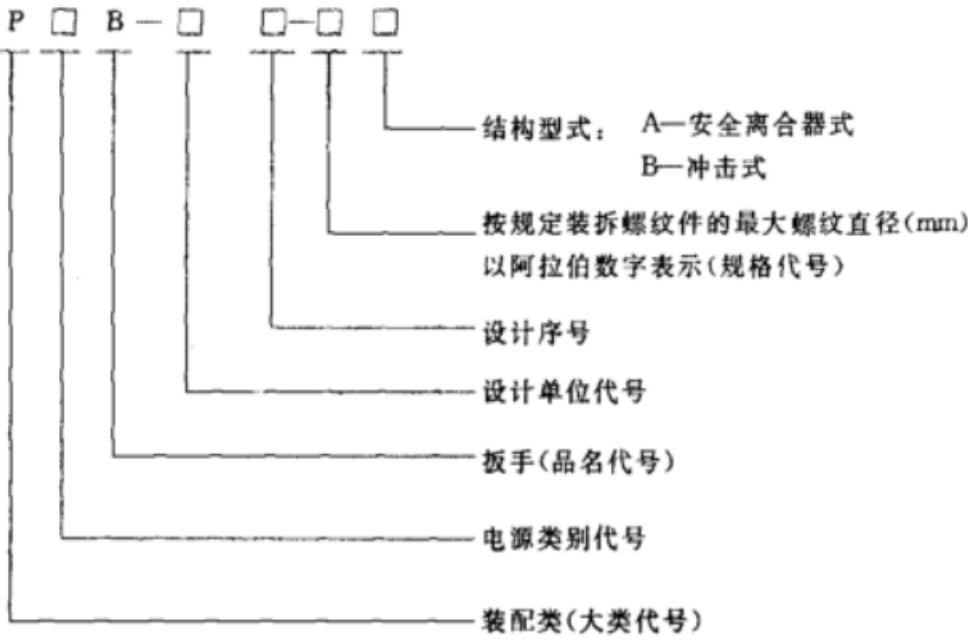 P □ B — □ □-□ □
结构型式: A—安全离合器式
B—冲击式
按规定装拆螺纹件的最大螺纹直径(mm)
以阿拉伯数字表示(规格代号)
设计序号
设计单位代号
扳手(品名代号)
电源类别代号
装配类(大类代号)